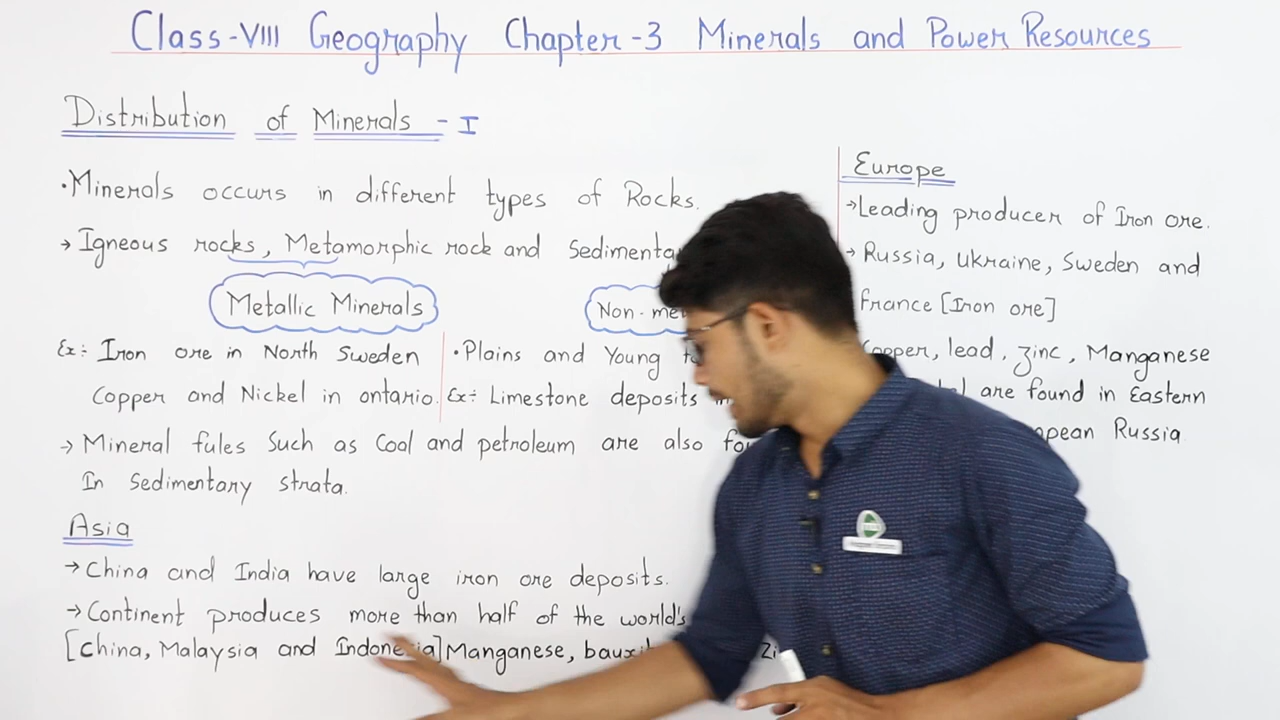 Class-VIII Geography Chapter-3 Minerals and Power Resources
Distribution of Minerals - I
·Minerals occurs in different types of Rocks.
→ Igneous rocks, Metamorphic rock and Sedimenta
Metallic Minerals
Non-me
Ex:- Iron ore in North Sweden
Copper and Nickel in ontario.
·Plains and Young
Ex:- Limestone deposits
→ Mineral fules Such as Coal and petroleum are also fou
In Sedimentary Strata.
Asia
→ China and India have large iron ore deposits.
→ Continent produces more than half of the world's
[China, Malaysia and Indonesia] Manganese, baux Zi
Europe
→ Leading producer of Iron ore.
→ Russia, Ukraine, Sweden and
France [Iron ore]
Copper, lead, zinc, Manganese
are found in Eastern
Russia